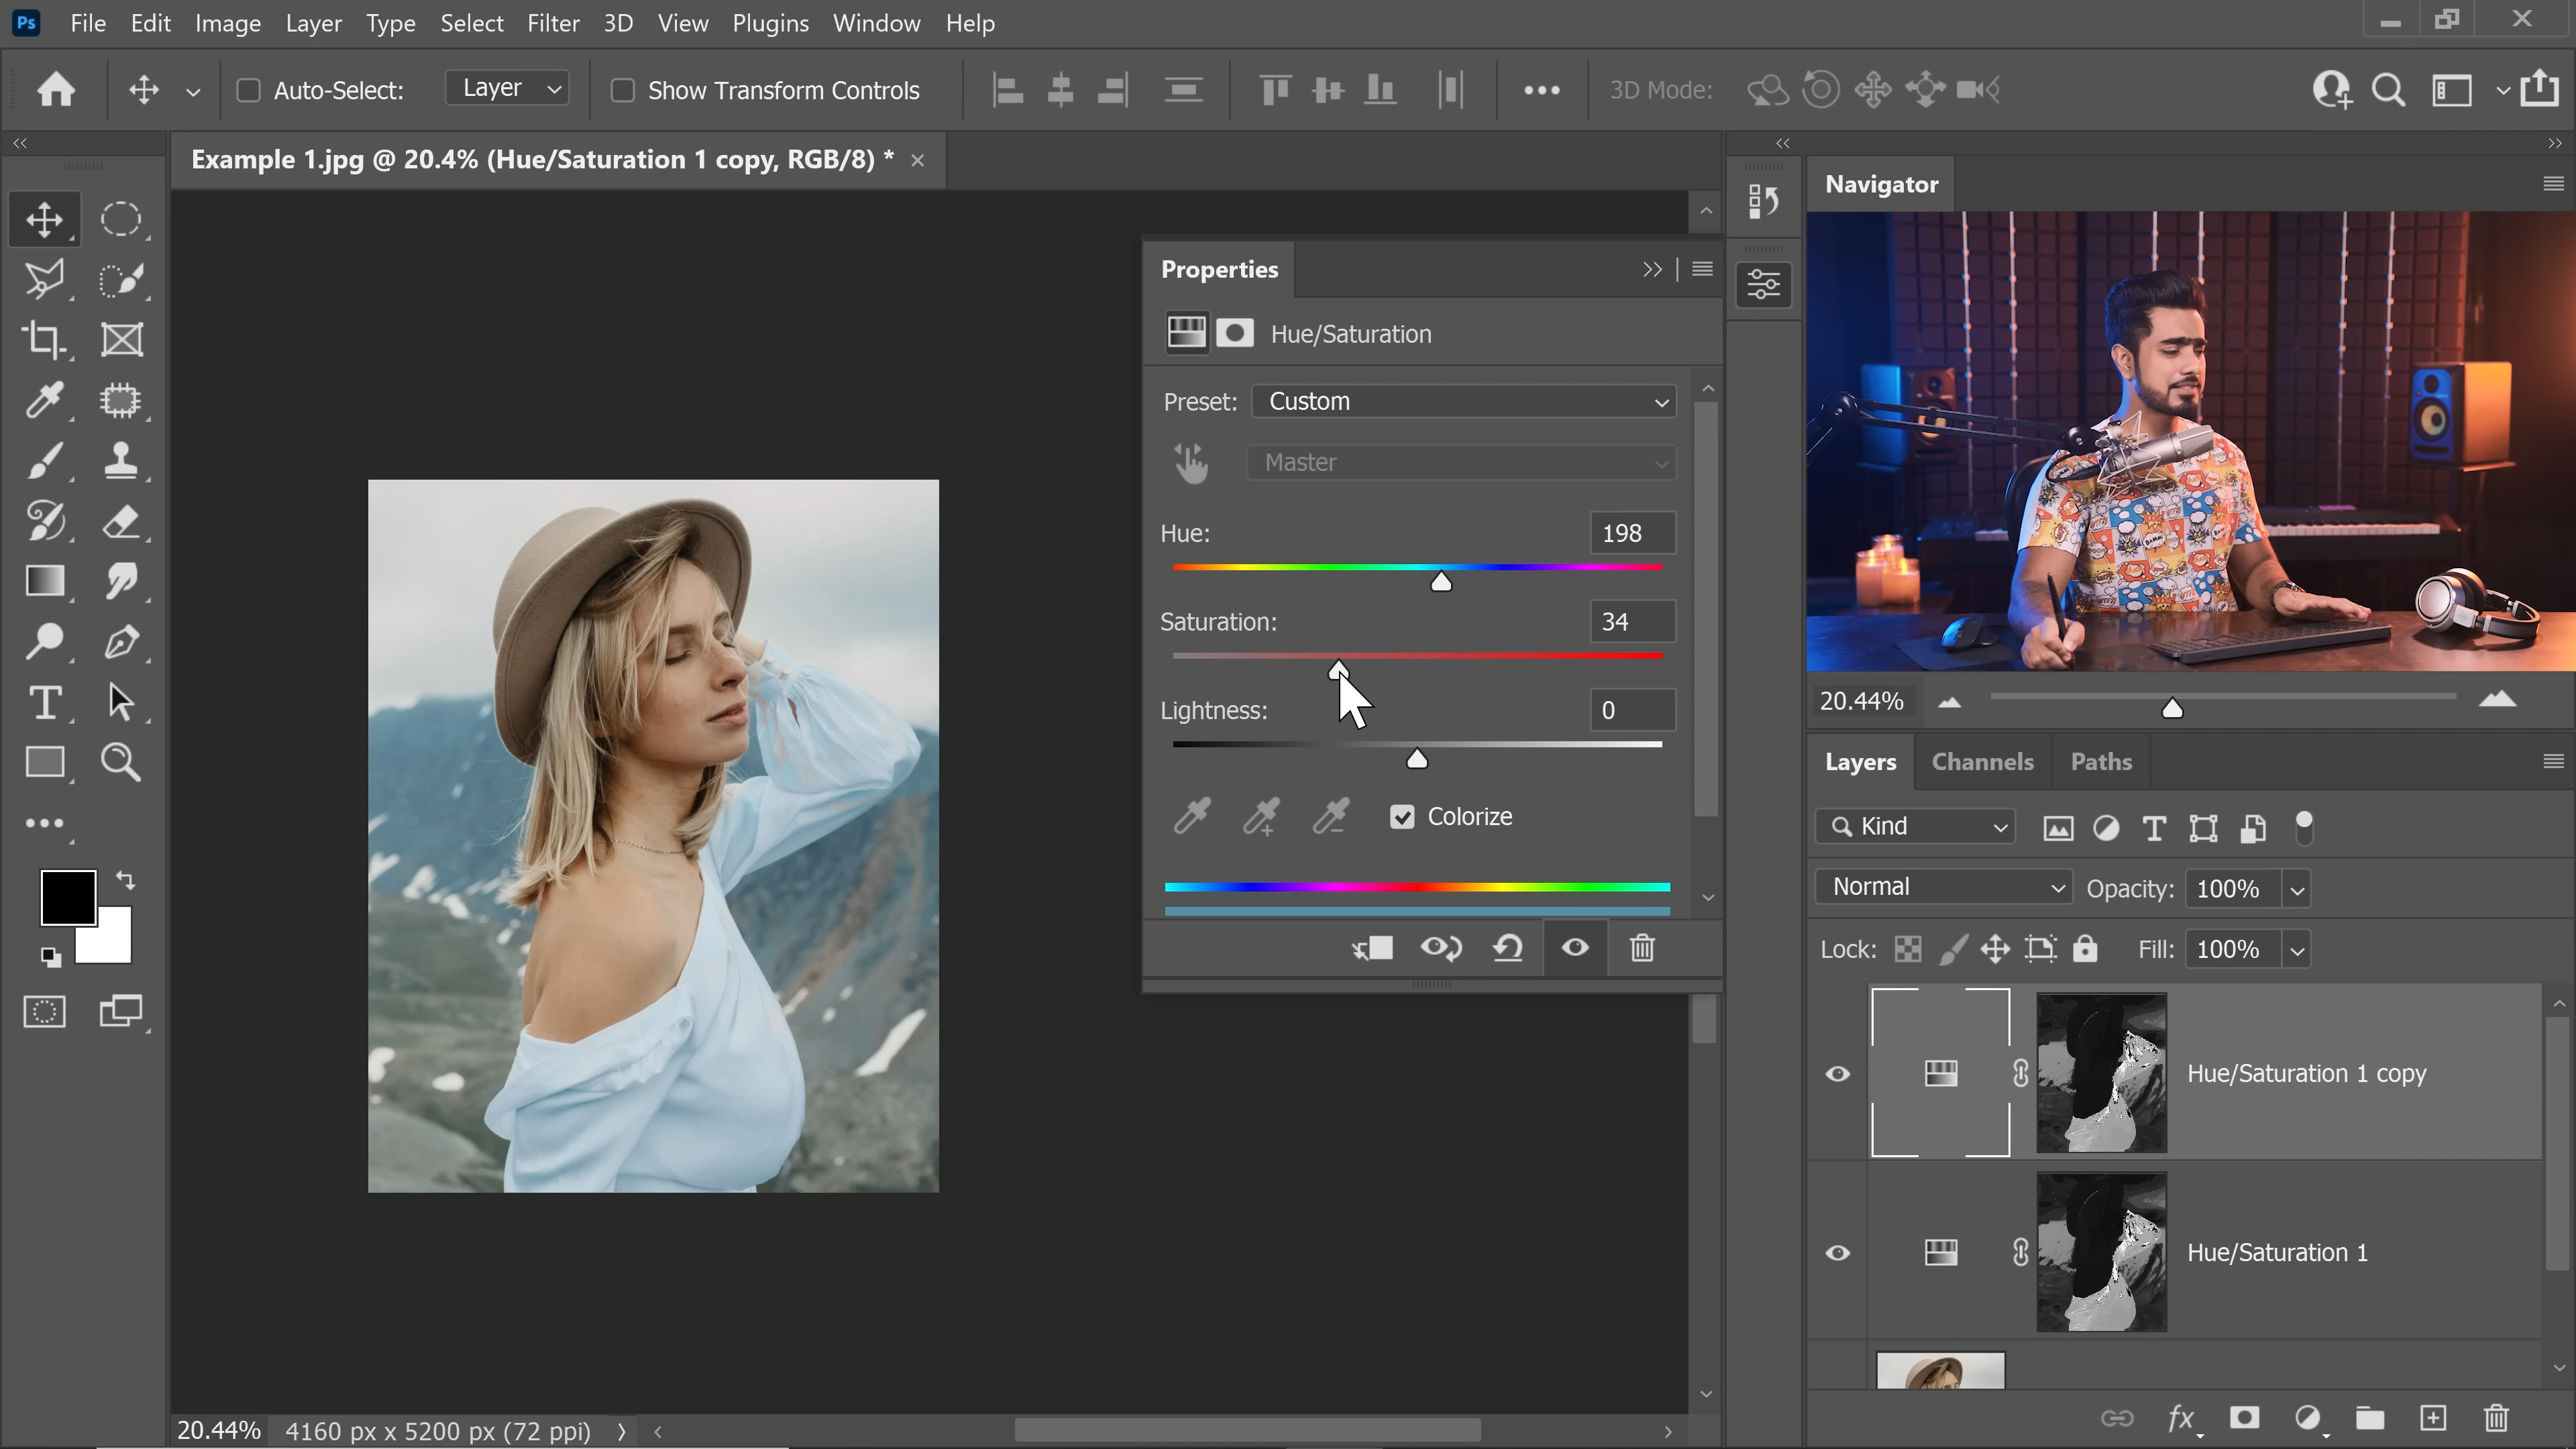 Ps File Edit Image Layer Type Select Filter 3D View Plugins Window Help
Auto-Select: Layer Show Transform Controls 3D Mode:
Example 1.jpg @ 20.4% (Hue/Saturation 1 copy, RGB/8) *
Properties
Hue/Saturation
Preset: Custom
Master
Hue: 198
Saturation: 34
Lightness: 0
Colorize
Navigator
20.44%
Layers Channels Paths
Kind
Normal Opacity: 100%
Lock: Fill: 100%
Hue/Saturation 1 copy
Hue/Saturation 1
fx
20.44% 4160 px x 5200 px (72 ppi)